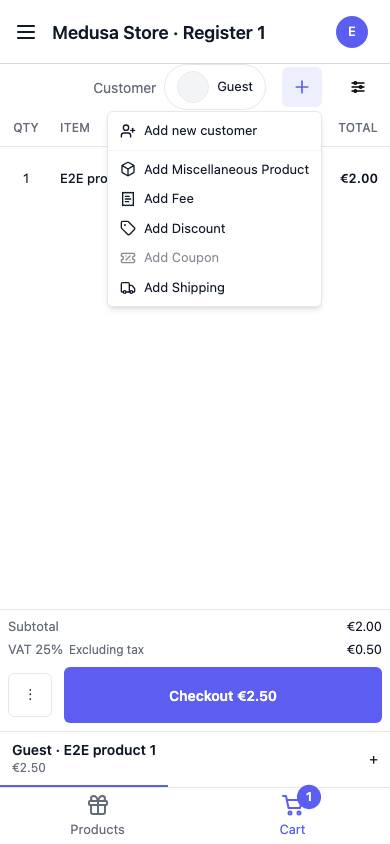 Medusa Store · Register 1
E
Customer
Guest
QTY ITEM TOTAL
Add new customer
1 E2E pro €2.00
Add Miscellaneous Product
Add Fee
Add Discount
Add Coupon
Add Shipping
Subtotal €2.00
VAT 25% Excluding tax €0.50
Checkout €2.50
Guest · E2E product 1
€2.50
+
1
Products
Cart